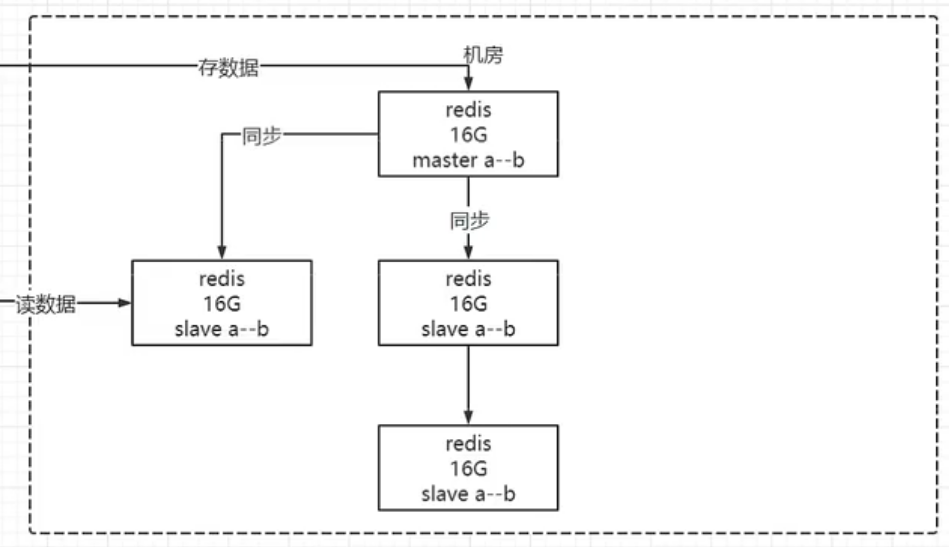 机房
存数据
redis
16G
master a--b
同步
同步
redis
16G
slave a--b
读数据
redis
16G
slave a--b
redis
16G
slave a--b